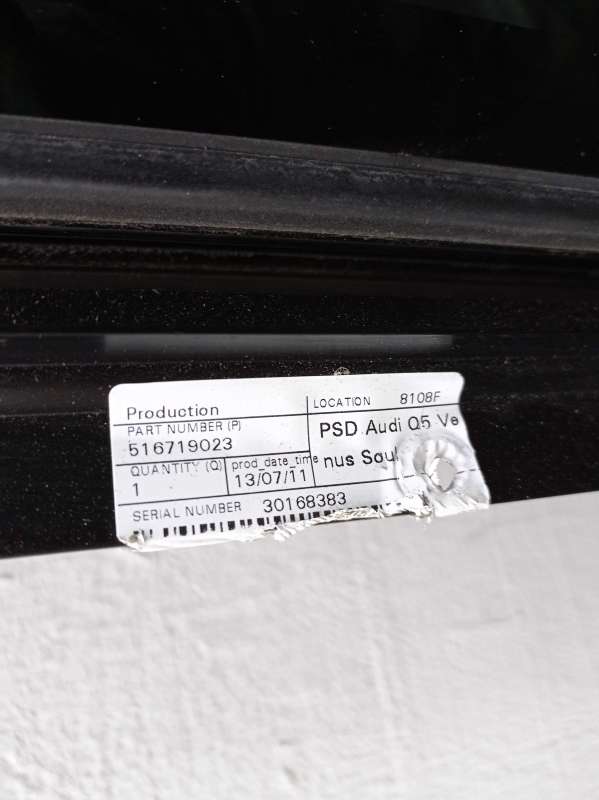 Production
LOCATION 8108F
PART NUMBER (P)
516719023
PSD Audi Q5 Ve
nus Soul
QUANTITY (Q)
1
prod_date_time
13/07/11
SERIAL NUMBER 30168383